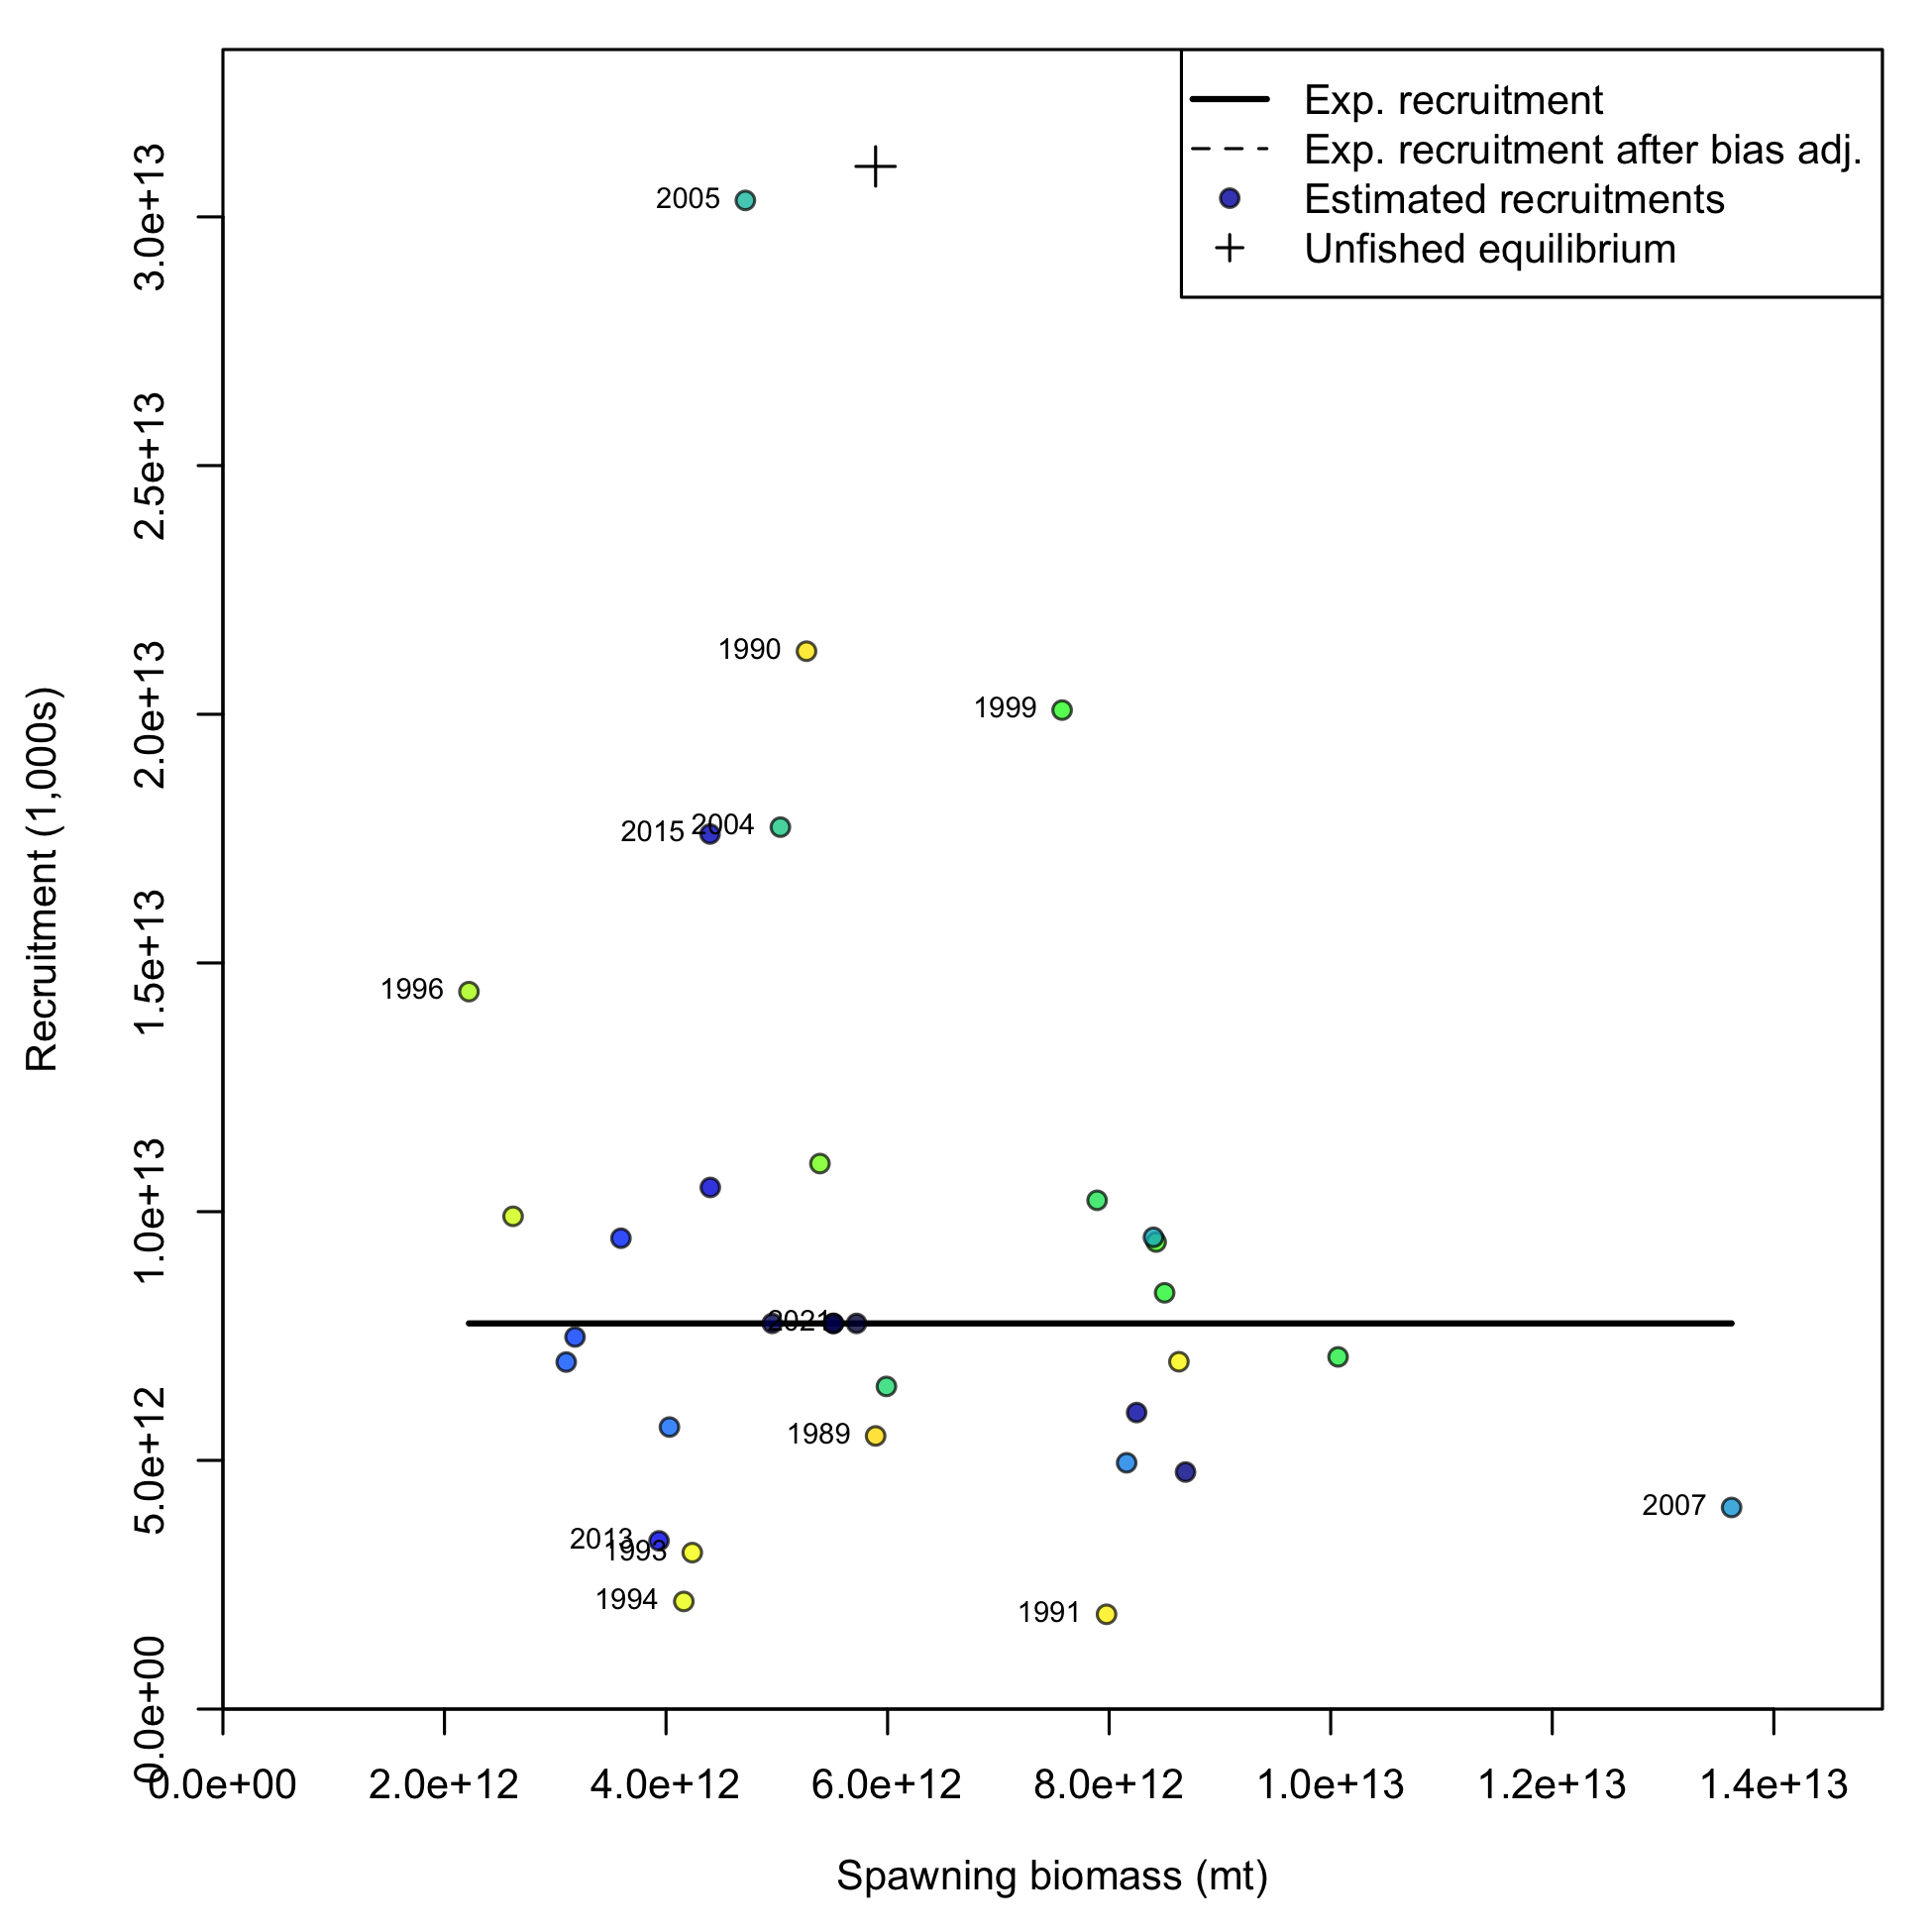 Exp. recruitment
Exp. recruitment after bias adj.
Estimated recruitments
Unfished equilibrium
2005
1990
1999
2015
2004
1996
2021
1989
2007
2013
1993
1994
1991
Recruitment (1,000s)
3.0e+13
2.5e+13
2.0e+13
1.5e+13
1.0e+13
5.0e+12
0.0e+00
0.0e+00 2.0e+12 4.0e+12 6.0e+12 8.0e+12 1.0e+13 1.2e+13 1.4e+13
Spawning biomass (mt)